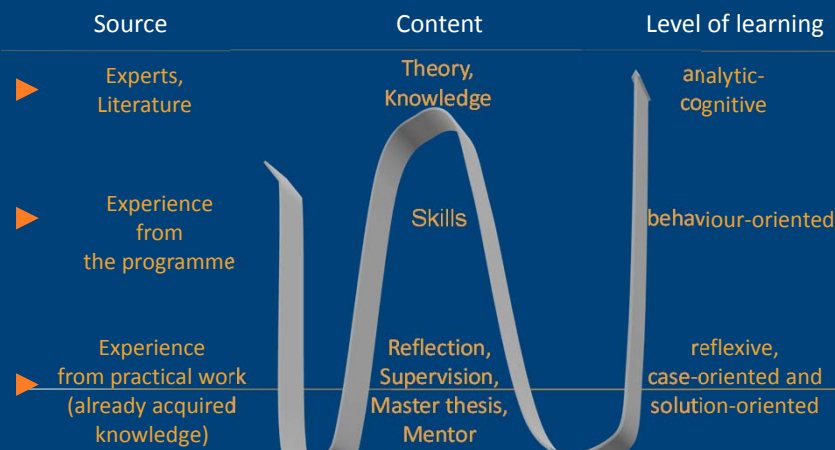 Source
Content
Level of learning
Experts,
Literature
Theory,
Knowledge
analytic-
cognitive
Experience
from
the programme
Skills
behaviour-oriented
Experience
from practical work
(already acquired
knowledge)
Reflection,
Supervision,
Master thesis,
Mentor
reflexive,
case-oriented and
solution-oriented